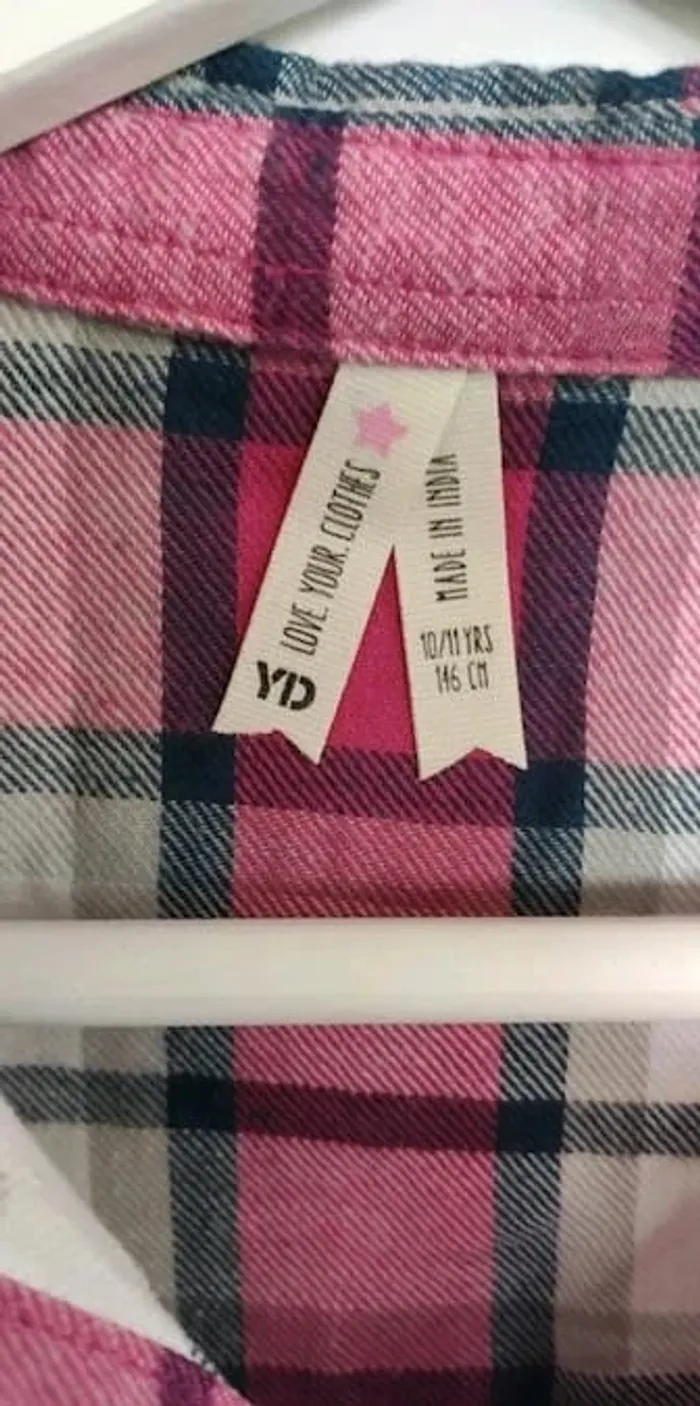 LOVE YOUR CLOTHES
YD
MADE IN INDIA
10/11 YRS
146 CM